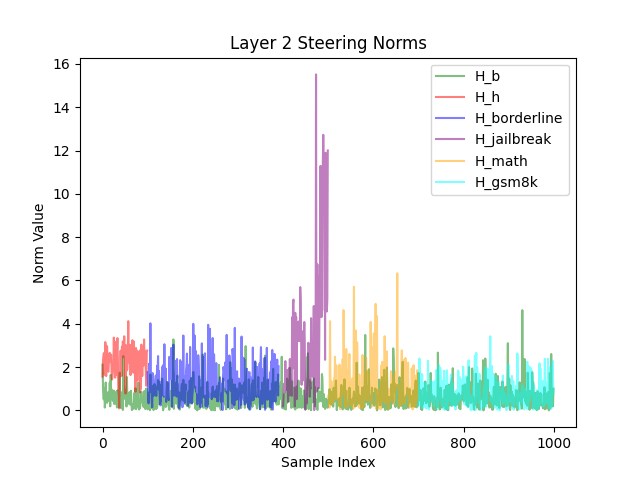 Layer 2 Steering Norms
16
14
12
10
8
6
4
2
0
Norm Value
H_b
H_h
H_borderline
H_jailbreak
H_math
H_gsm8k
0
200
400
600
800
1000
Sample Index